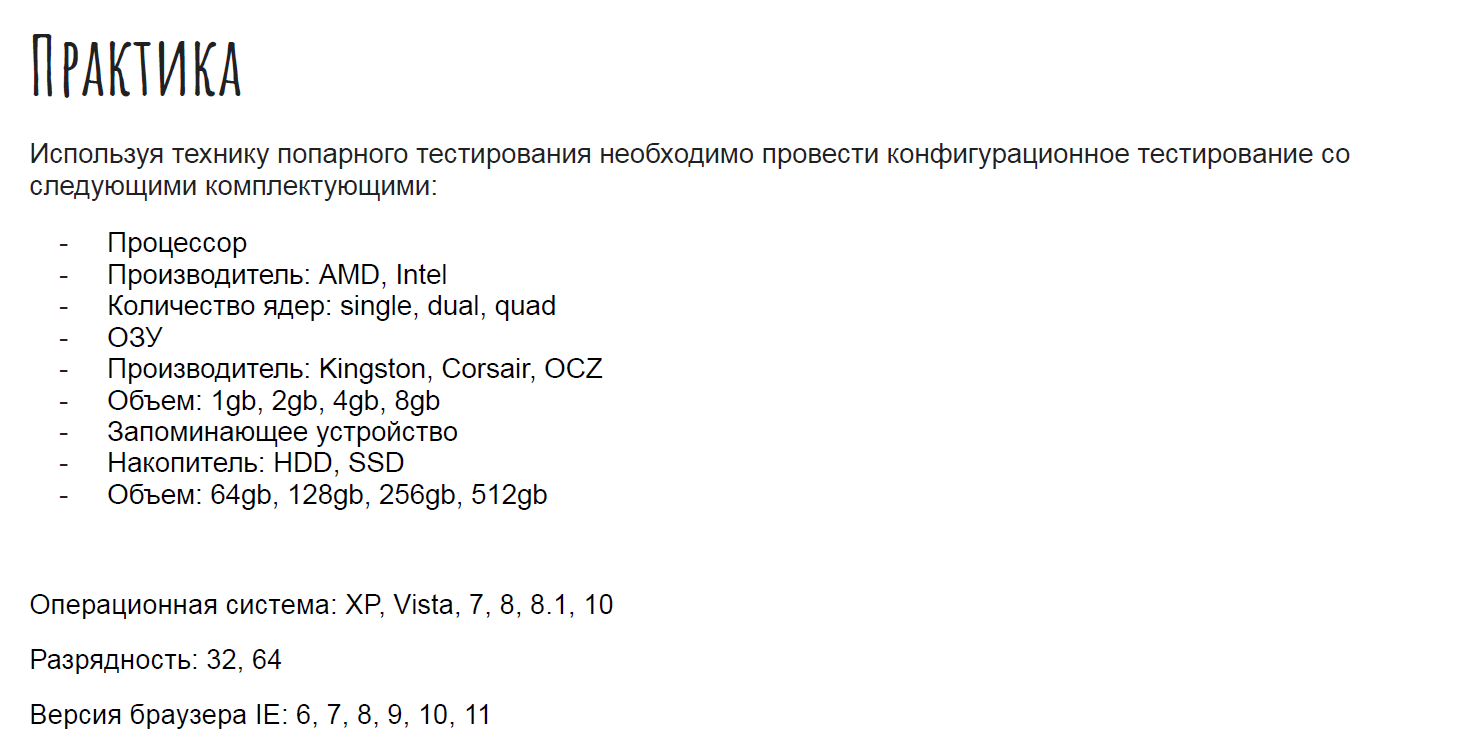 Практика
Используя технику попарного тестирования необходимо провести конфигурационное тестирование со
следующими комплектующими:
- Процессор
- Производитель: AMD, Intel
- Количество ядер: single, dual, quad
- ОЗУ
- Производитель: Kingston, Corsair, OCZ
- Объем: 1gb, 2gb, 4gb, 8gb
- Запоминающее устройство
- Накопитель: HDD, SSD
- Объем: 64gb, 128gb, 256gb, 512gb
Операционная система: XP, Vista, 7, 8, 8.1, 10
Разрядность: 32, 64
Версия браузера IE: 6, 7, 8, 9, 10, 11